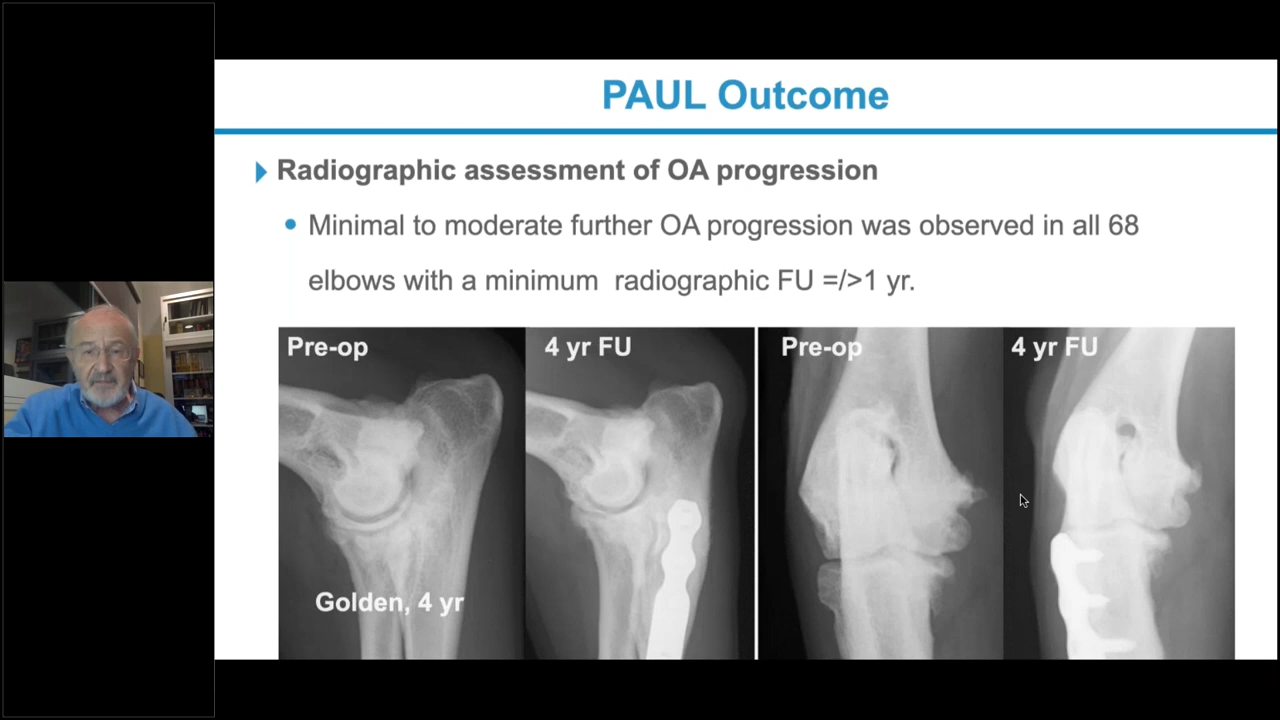 PAUL Outcome
Radiographic assessment of OA progression
Minimal to moderate further OA progression was observed in all 68
elbows with a minimum radiographic FU =/>1 yr.
Pre-op
4 yr FU
Pre-op
4 yr FU
Golden, 4 yr